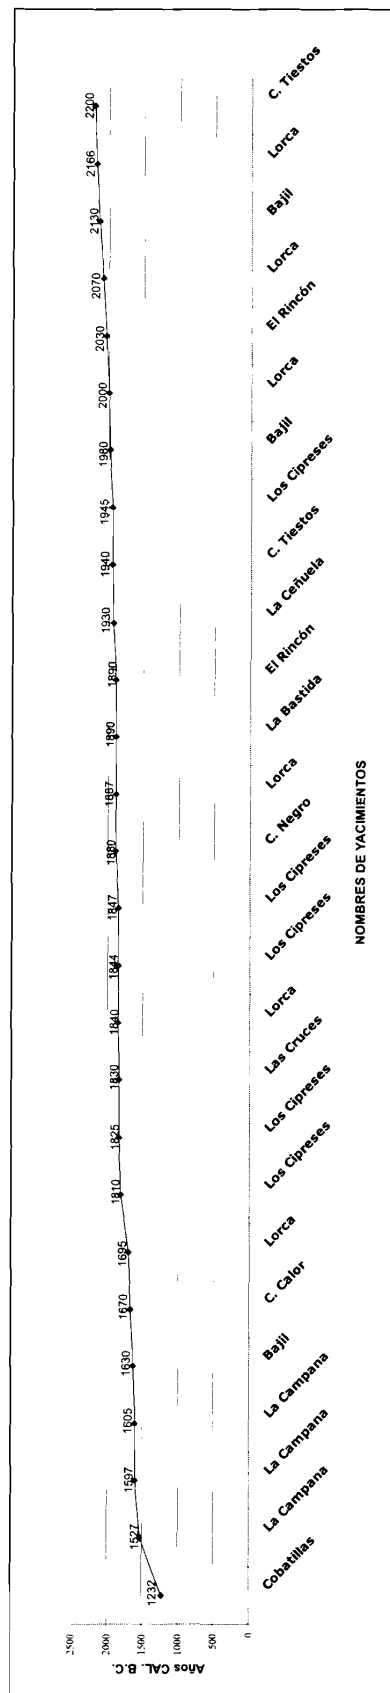 Años CAL. B.C.
2500
2000
1500
1000
500
0
1232
1527
1597
1605
1630
1670
1695
1810
1825
1830
1840
1844
1847
1880
1887
1890
1890
1930
1940
1945
1980
2000
2030
2070
2130
2166
2200
Cobatillas
La Campana
La Campana
La Campana
Bajil
C. Calor
Lorca
Los Cipreses
Los Cipreses
Las Cruces
Lorca
Los Cipreses
Los Cipreses
C. Negro
Lorca
La Bastida
El Rincón
La Ceñuela
C. Tiestos
Los Cipreses
Bajil
Lorca
El Rincón
Lorca
Bajil
Lorca
C. Tiestos
NOMBRES DE YACIMIENTOS